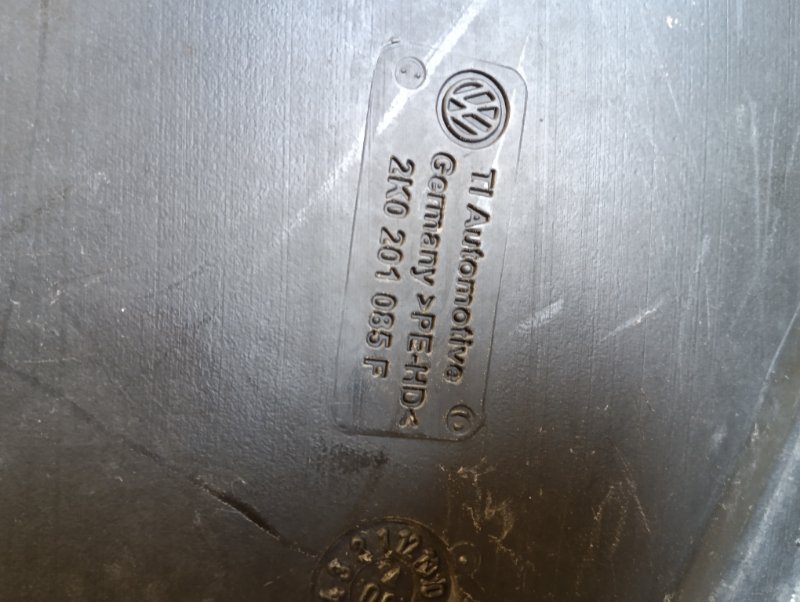 TI Automotive
Germany >PE-HD<
2K0 201 085 F